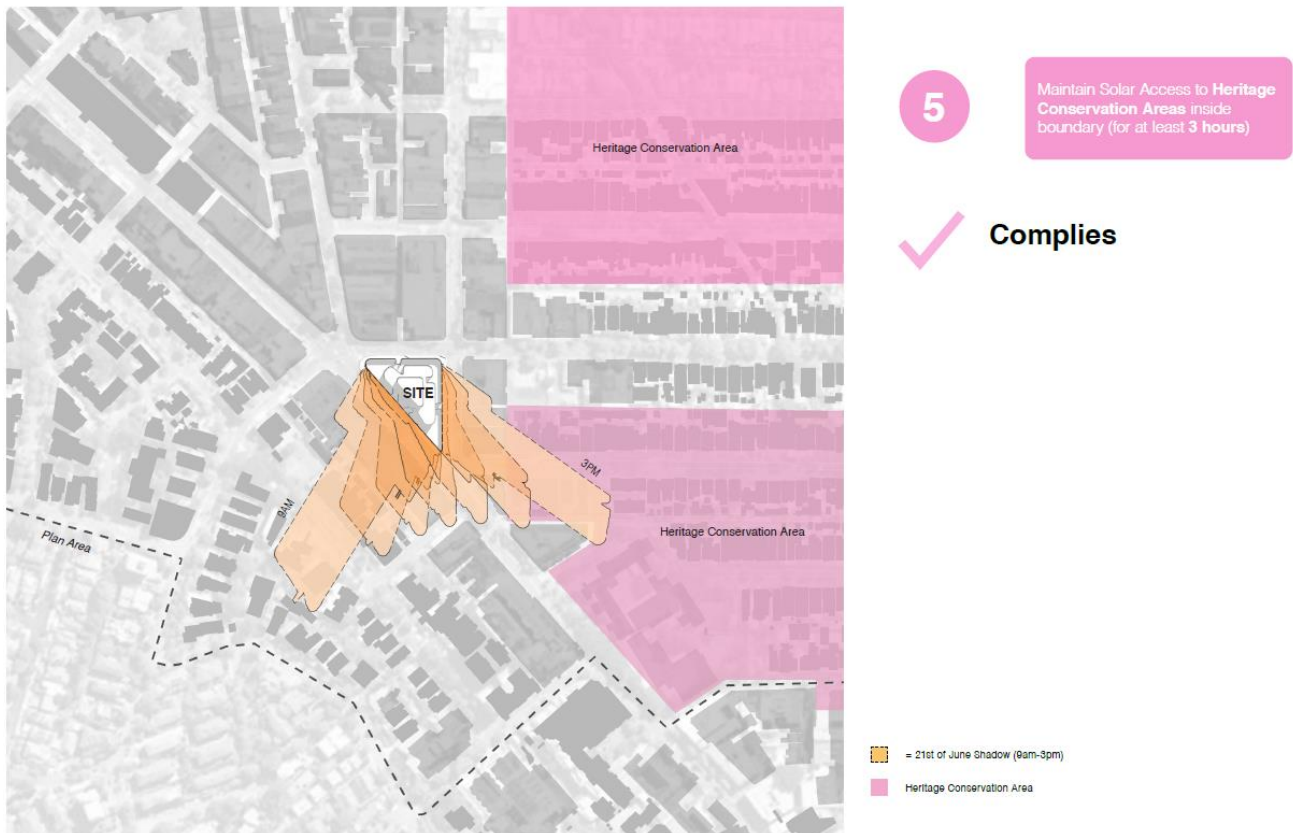 Heritage Conservation Area
SITE
9AM
3PM
Plan Area
Heritage Conservation Area
5
Maintain Solar Access to Heritage
Conservation Areas inside
boundary (for at least 3 hours)
Complies
= 21st of June Shadow (9am-3pm)
Heritage Conservation Area